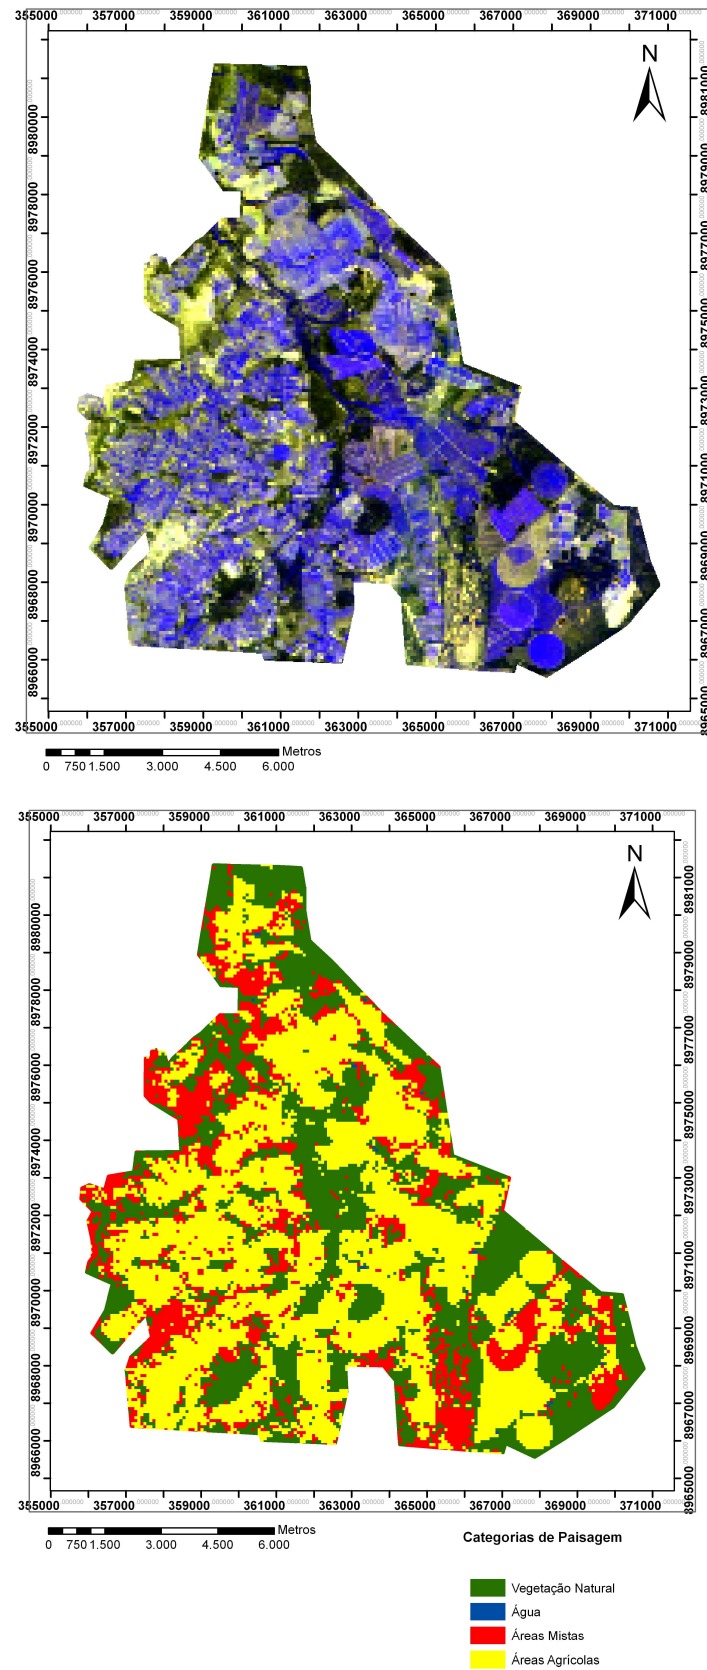 355000 357000 359000 361000 363000 365000 367000 369000 371000
N
8980000
8978000
8976000
8974000
8972000
8970000
8968000
8966000
8981000
8979000
8977000
8975000
8973000
8971000
8969000
8967000
8965000
355000 357000 359000 361000 363000 365000 367000 369000 371000
Metros
0 750 1.500 3.000 4.500 6.000
355000 357000 359000 361000 363000 365000 367000 369000 371000
N
8980000
8978000
8976000
8974000
8972000
8970000
8968000
8966000
8981000
8979000
8977000
8975000
8973000
8971000
8969000
8967000
8965000
355000 357000 359000 361000 363000 365000 367000 369000 371000
Metros
0 750 1.500 3.000 4.500 6.000
Categorias de Paisagem
Vegetação Natural
Água
Áreas Mistas
Áreas Agrícolas